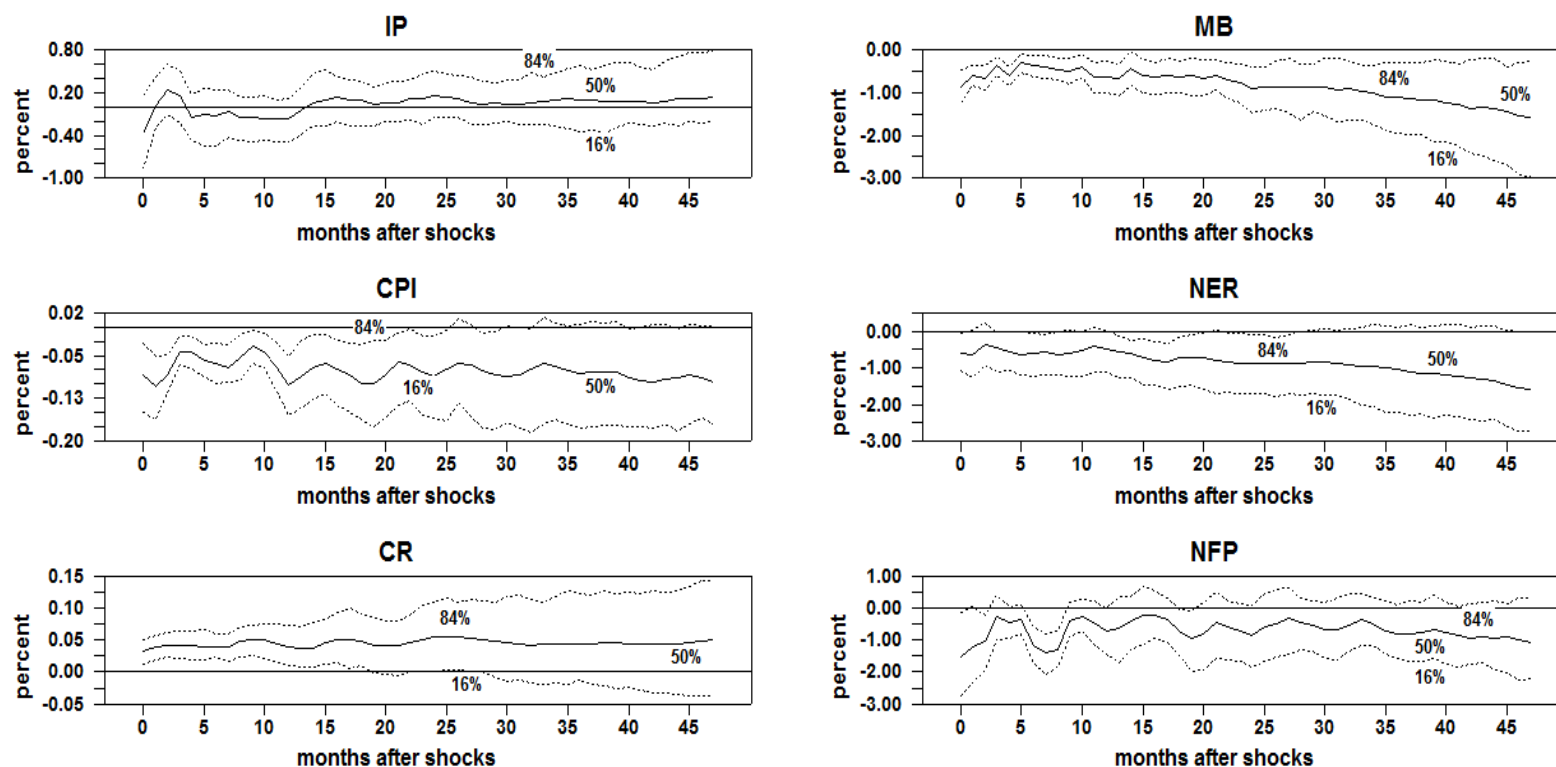 IP
percent
0.80
0.20
-0.40
-1.00
84%
50%
16%
0 5 10 15 20 25 30 35 40 45
months after shocks
MB
percent
0.00
-1.00
-2.00
-3.00
84%
50%
16%
0 5 10 15 20 25 30 35 40 45
months after shocks
CPI
percent
0.02
-0.05
-0.13
-0.20
84%
16%
50%
0 5 10 15 20 25 30 35 40 45
months after shocks
NER
percent
0.00
-1.00
-2.00
-3.00
84%
50%
16%
0 5 10 15 20 25 30 35 40 45
months after shocks
CR
percent
0.15
0.10
0.05
0.00
-0.05
84%
50%
16%
0 5 10 15 20 25 30 35 40 45
months after shocks
NFP
percent
1.00
0.00
-1.00
-2.00
-3.00
84%
50%
16%
0 5 10 15 20 25 30 35 40 45
months after shocks